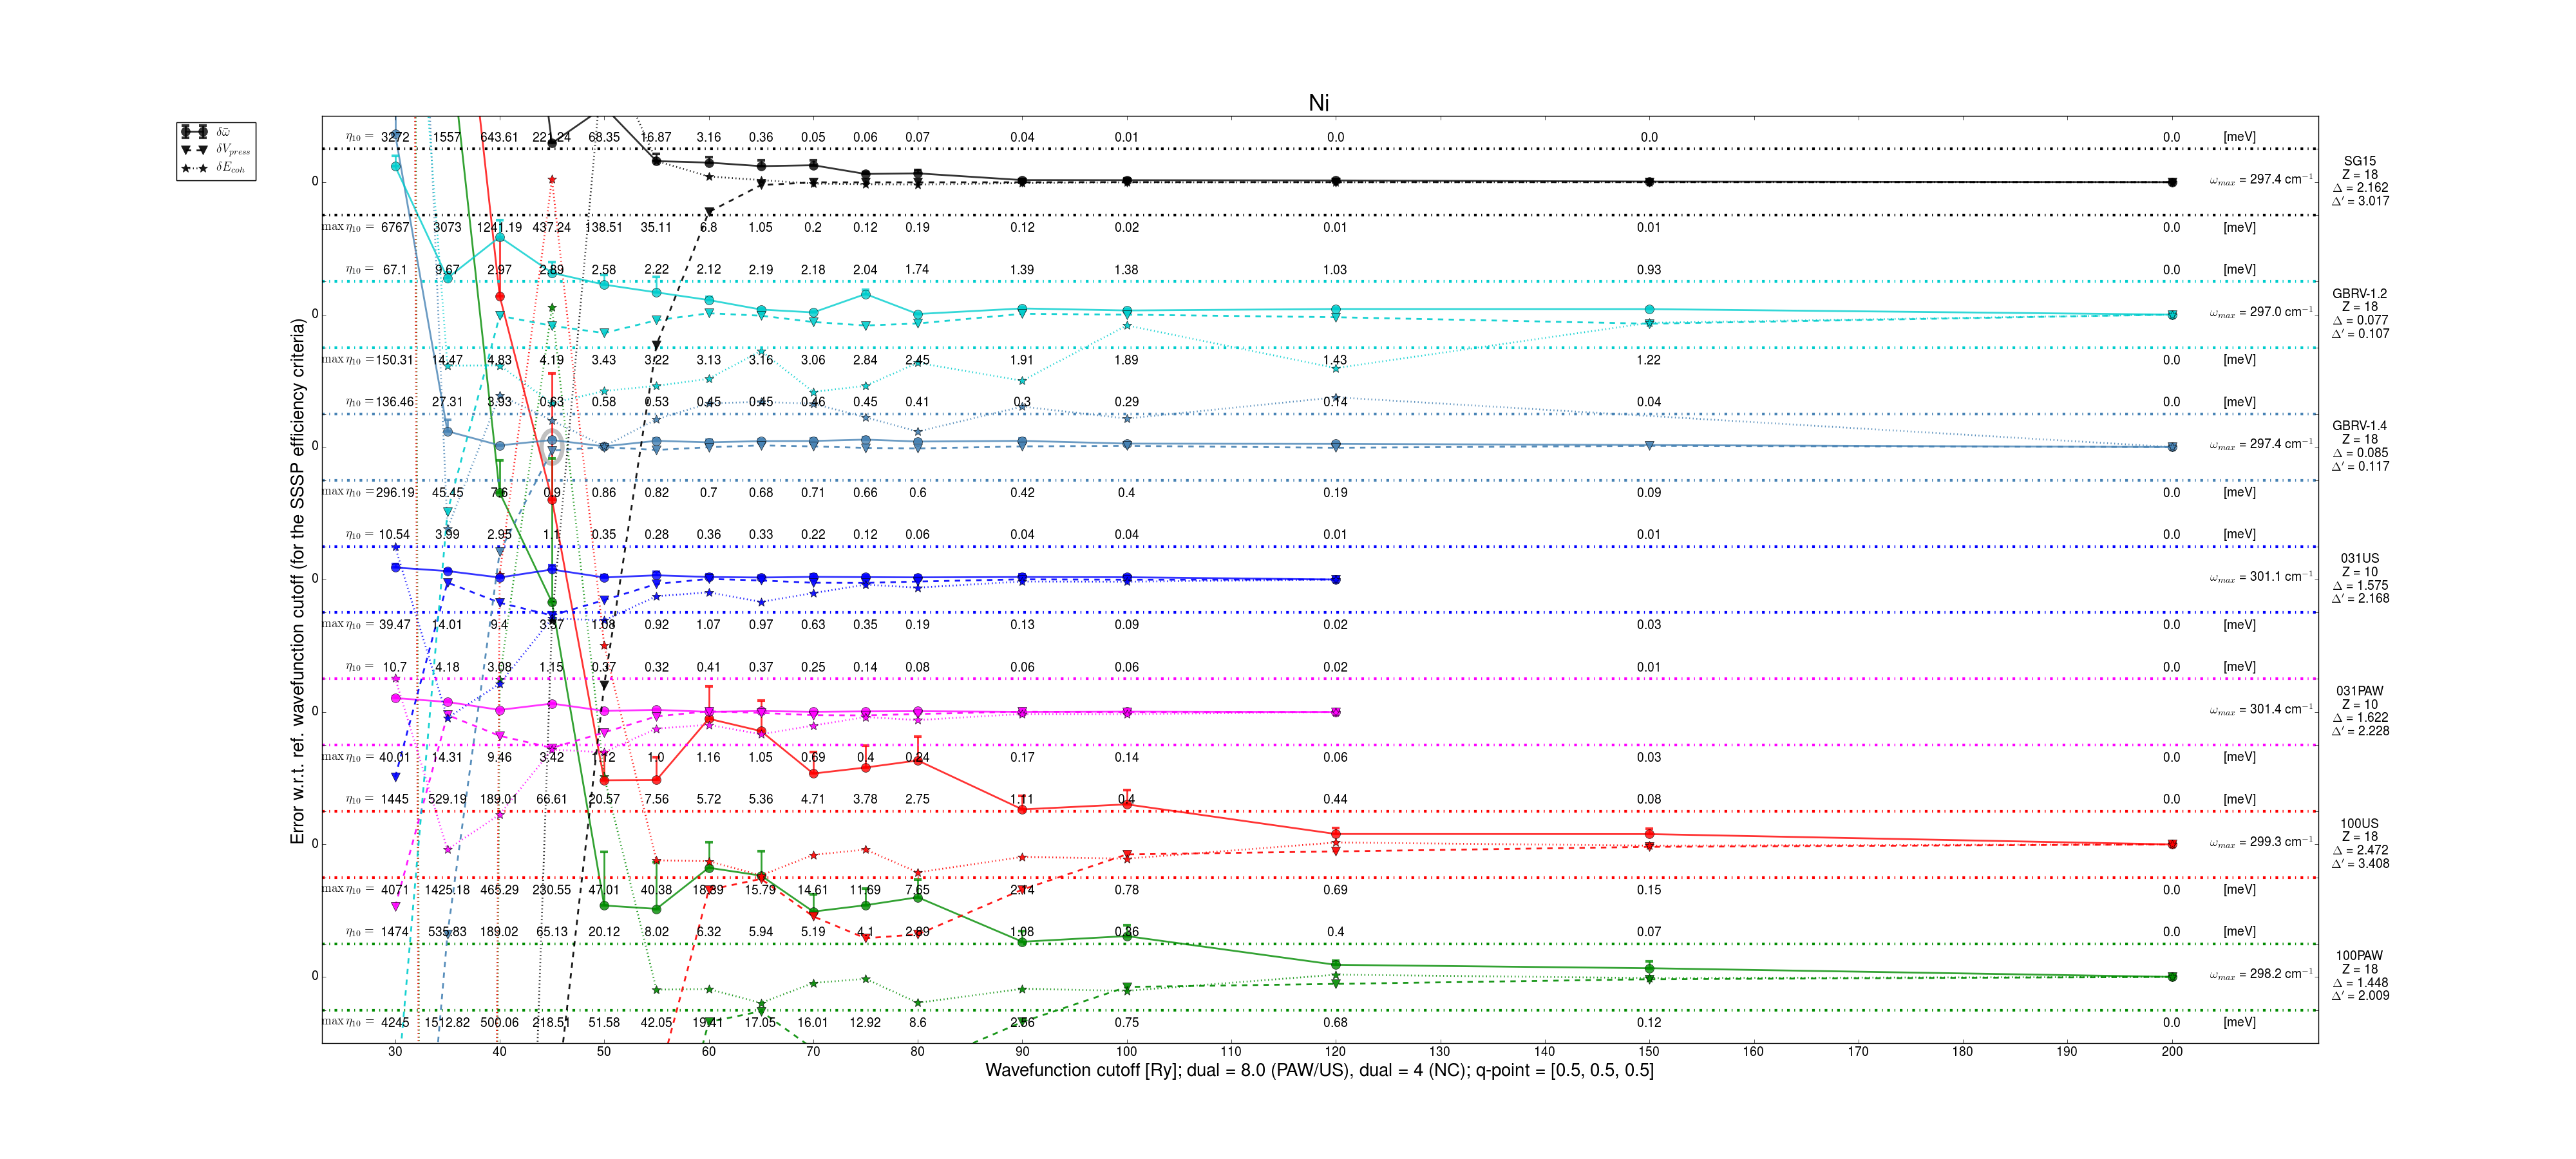 Ni
δω̄
δV_press
δE_coh
Error w.r.t. ref. wavefunction cutoff (for the SSSP efficiency criteria)
η₁₀ = 3272 1557 643.61 221.24 68.35 16.87 3.16 0.36 0.05 0.06 0.07 0.04 0.01 0.0 0.0 0.0 [meV]
0 ω_max = 297.4 cm⁻¹
SG15
Z = 18
Δ = 2.162
Δ′ = 3.017
max η₁₀ = 6767 3073 1241.19 437.24 138.51 35.11 6.8 1.05 0.2 0.12 0.19 0.12 0.02 0.01 0.01 0.0 [meV]
η₁₀ = 67.1 9.67 2.97 2.89 2.58 2.22 2.12 2.19 2.18 2.04 1.74 1.39 1.38 1.03 0.93 0.0 [meV]
0 ω_max = 297.0 cm⁻¹
GBRV-1.2
Z = 18
Δ = 0.077
Δ′ = 0.107
max η₁₀ = 150.31 14.47 4.83 4.19 3.43 3.22 3.13 3.16 3.06 2.84 2.45 1.91 1.89 1.43 1.22 0.0 [meV]
η₁₀ = 136.46 27.31 3.93 0.63 0.58 0.53 0.45 0.45 0.46 0.45 0.41 0.3 0.29 0.14 0.04 0.0 [meV]
0 ω_max = 297.4 cm⁻¹
GBRV-1.4
Z = 18
Δ = 0.085
Δ′ = 0.117
max η₁₀ = 296.19 45.45 7.6 0.9 0.86 0.82 0.7 0.68 0.71 0.66 0.6 0.42 0.4 0.19 0.09 0.0 [meV]
η₁₀ = 10.54 3.99 2.95 1.1 0.35 0.28 0.36 0.33 0.22 0.12 0.06 0.04 0.04 0.01 0.01 0.0 [meV]
0 ω_max = 301.1 cm⁻¹
031US
Z = 10
Δ = 1.575
Δ′ = 2.168
max η₁₀ = 39.47 14.01 9.4 3.37 1.08 0.92 1.07 0.97 0.63 0.35 0.19 0.13 0.09 0.02 0.03 0.0 [meV]
η₁₀ = 10.7 4.18 3.08 1.15 0.37 0.32 0.41 0.37 0.25 0.14 0.08 0.06 0.06 0.02 0.01 0.0 [meV]
0 ω_max = 301.4 cm⁻¹
031PAW
Z = 10
Δ = 1.622
Δ′ = 2.228
max η₁₀ = 40.01 14.31 9.46 3.42 1.12 1.0 1.16 1.05 0.69 0.4 0.24 0.17 0.14 0.06 0.03 0.0 [meV]
η₁₀ = 1445 529.19 189.01 66.61 20.57 7.56 5.72 5.36 4.71 3.78 2.75 1.11 0.4 0.44 0.08 0.0 [meV]
0 ω_max = 299.3 cm⁻¹
100US
Z = 18
Δ = 2.472
Δ′ = 3.408
max η₁₀ = 4071 1425.18 465.29 230.55 47.01 40.38 18.89 15.79 14.61 11.69 7.65 2.14 0.78 0.69 0.15 0.0 [meV]
η₁₀ = 1474 535.83 189.02 65.13 20.12 8.02 6.32 5.94 5.19 4.1 2.99 1.08 0.36 0.4 0.07 0.0 [meV]
0 ω_max = 298.2 cm⁻¹
100PAW
Z = 18
Δ = 1.448
Δ′ = 2.009
max η₁₀ = 4245 1512.82 500.06 218.51 51.58 42.05 19.41 17.05 16.01 12.92 8.6 2.66 0.75 0.68 0.12 0.0 [meV]
30 40 50 60 70 80 90 100 110 120 130 140 150 160 170 180 190 200
Wavefunction cutoff [Ry]; dual = 8.0 (PAW/US), dual = 4 (NC); q-point = [0.5, 0.5, 0.5]